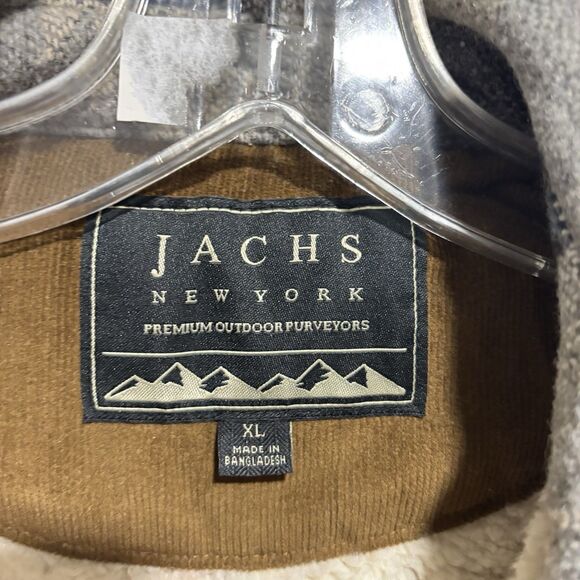 JACHS
NEW YORK
PREMIUM OUTDOOR PURVEYORS
XL
MADE IN
BANGLADESH